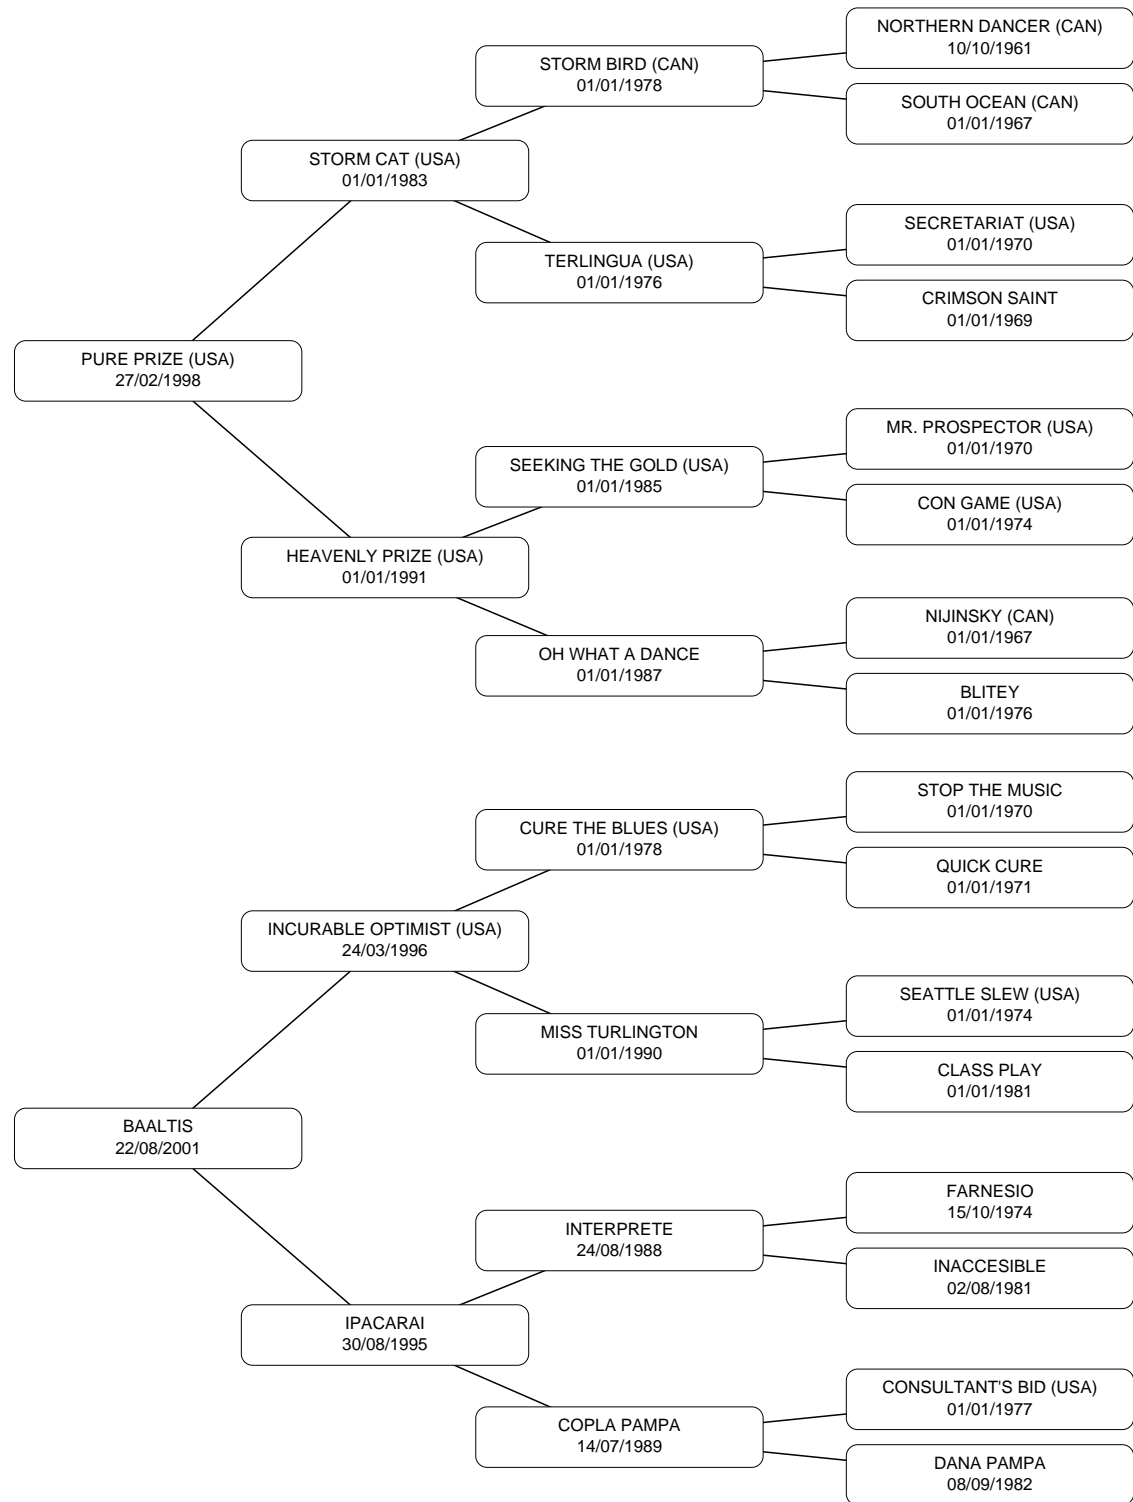 NORTHERN DANCER (CAN)
10/10/1961
STORM BIRD (CAN)
01/01/1978
SOUTH OCEAN (CAN)
01/01/1967
STORM CAT (USA)
01/01/1983
SECRETARIAT (USA)
01/01/1970
TERLINGUA (USA)
01/01/1976
CRIMSON SAINT
01/01/1969
PURE PRIZE (USA)
27/02/1998
MR. PROSPECTOR (USA)
01/01/1970
SEEKING THE GOLD (USA)
01/01/1985
CON GAME (USA)
01/01/1974
HEAVENLY PRIZE (USA)
01/01/1991
NIJINSKY (CAN)
01/01/1967
OH WHAT A DANCE
01/01/1987
BLITEY
01/01/1976
STOP THE MUSIC
01/01/1970
CURE THE BLUES (USA)
01/01/1978
QUICK CURE
01/01/1971
INCURABLE OPTIMIST (USA)
24/03/1996
SEATTLE SLEW (USA)
01/01/1974
MISS TURLINGTON
01/01/1990
CLASS PLAY
01/01/1981
BAALTIS
22/08/2001
FARNESIO
15/10/1974
INTERPRETE
24/08/1988
INACCESIBLE
02/08/1981
IPACARAI
30/08/1995
CONSULTANT'S BID (USA)
01/01/1977
COPLA PAMPA
14/07/1989
DANA PAMPA
08/09/1982